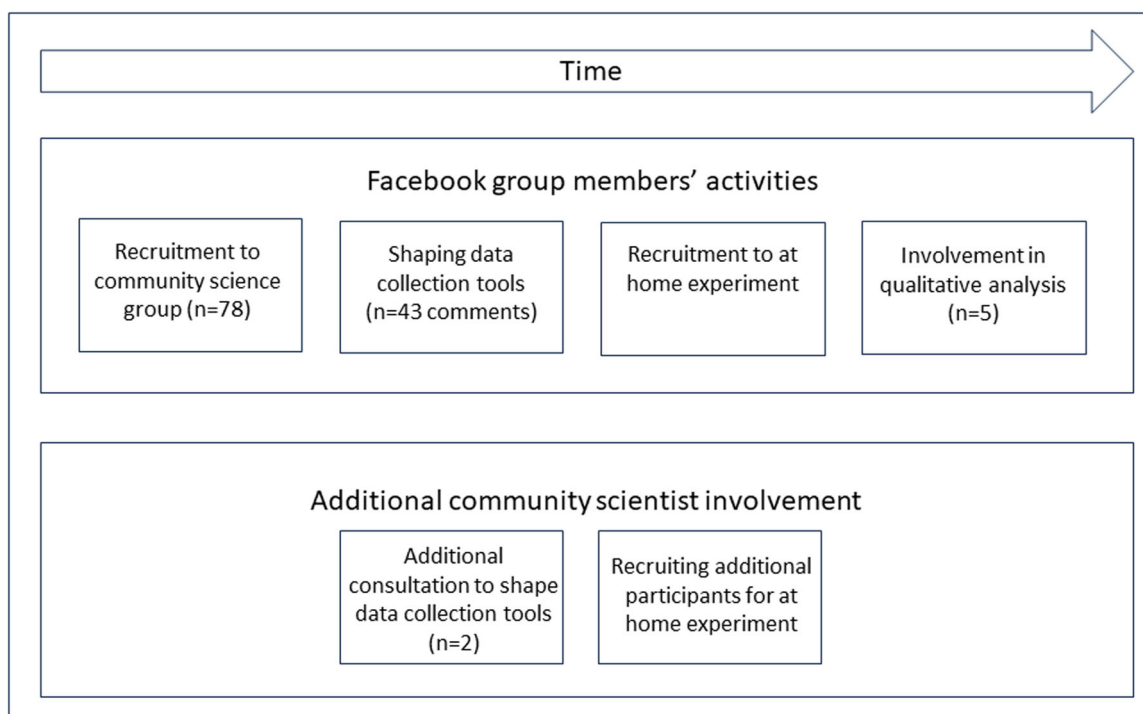 Time
Facebook group members’ activities
Recruitment to
community science
group (n=78)
Shaping data
collection tools
(n=43 comments)
Recruitment to at
home experiment
Involvement in
qualitative analysis
(n=5)
Additional community scientist involvement
Additional
consultation to shape
data collection tools
(n=2)
Recruiting additional
participants for at
home experiment